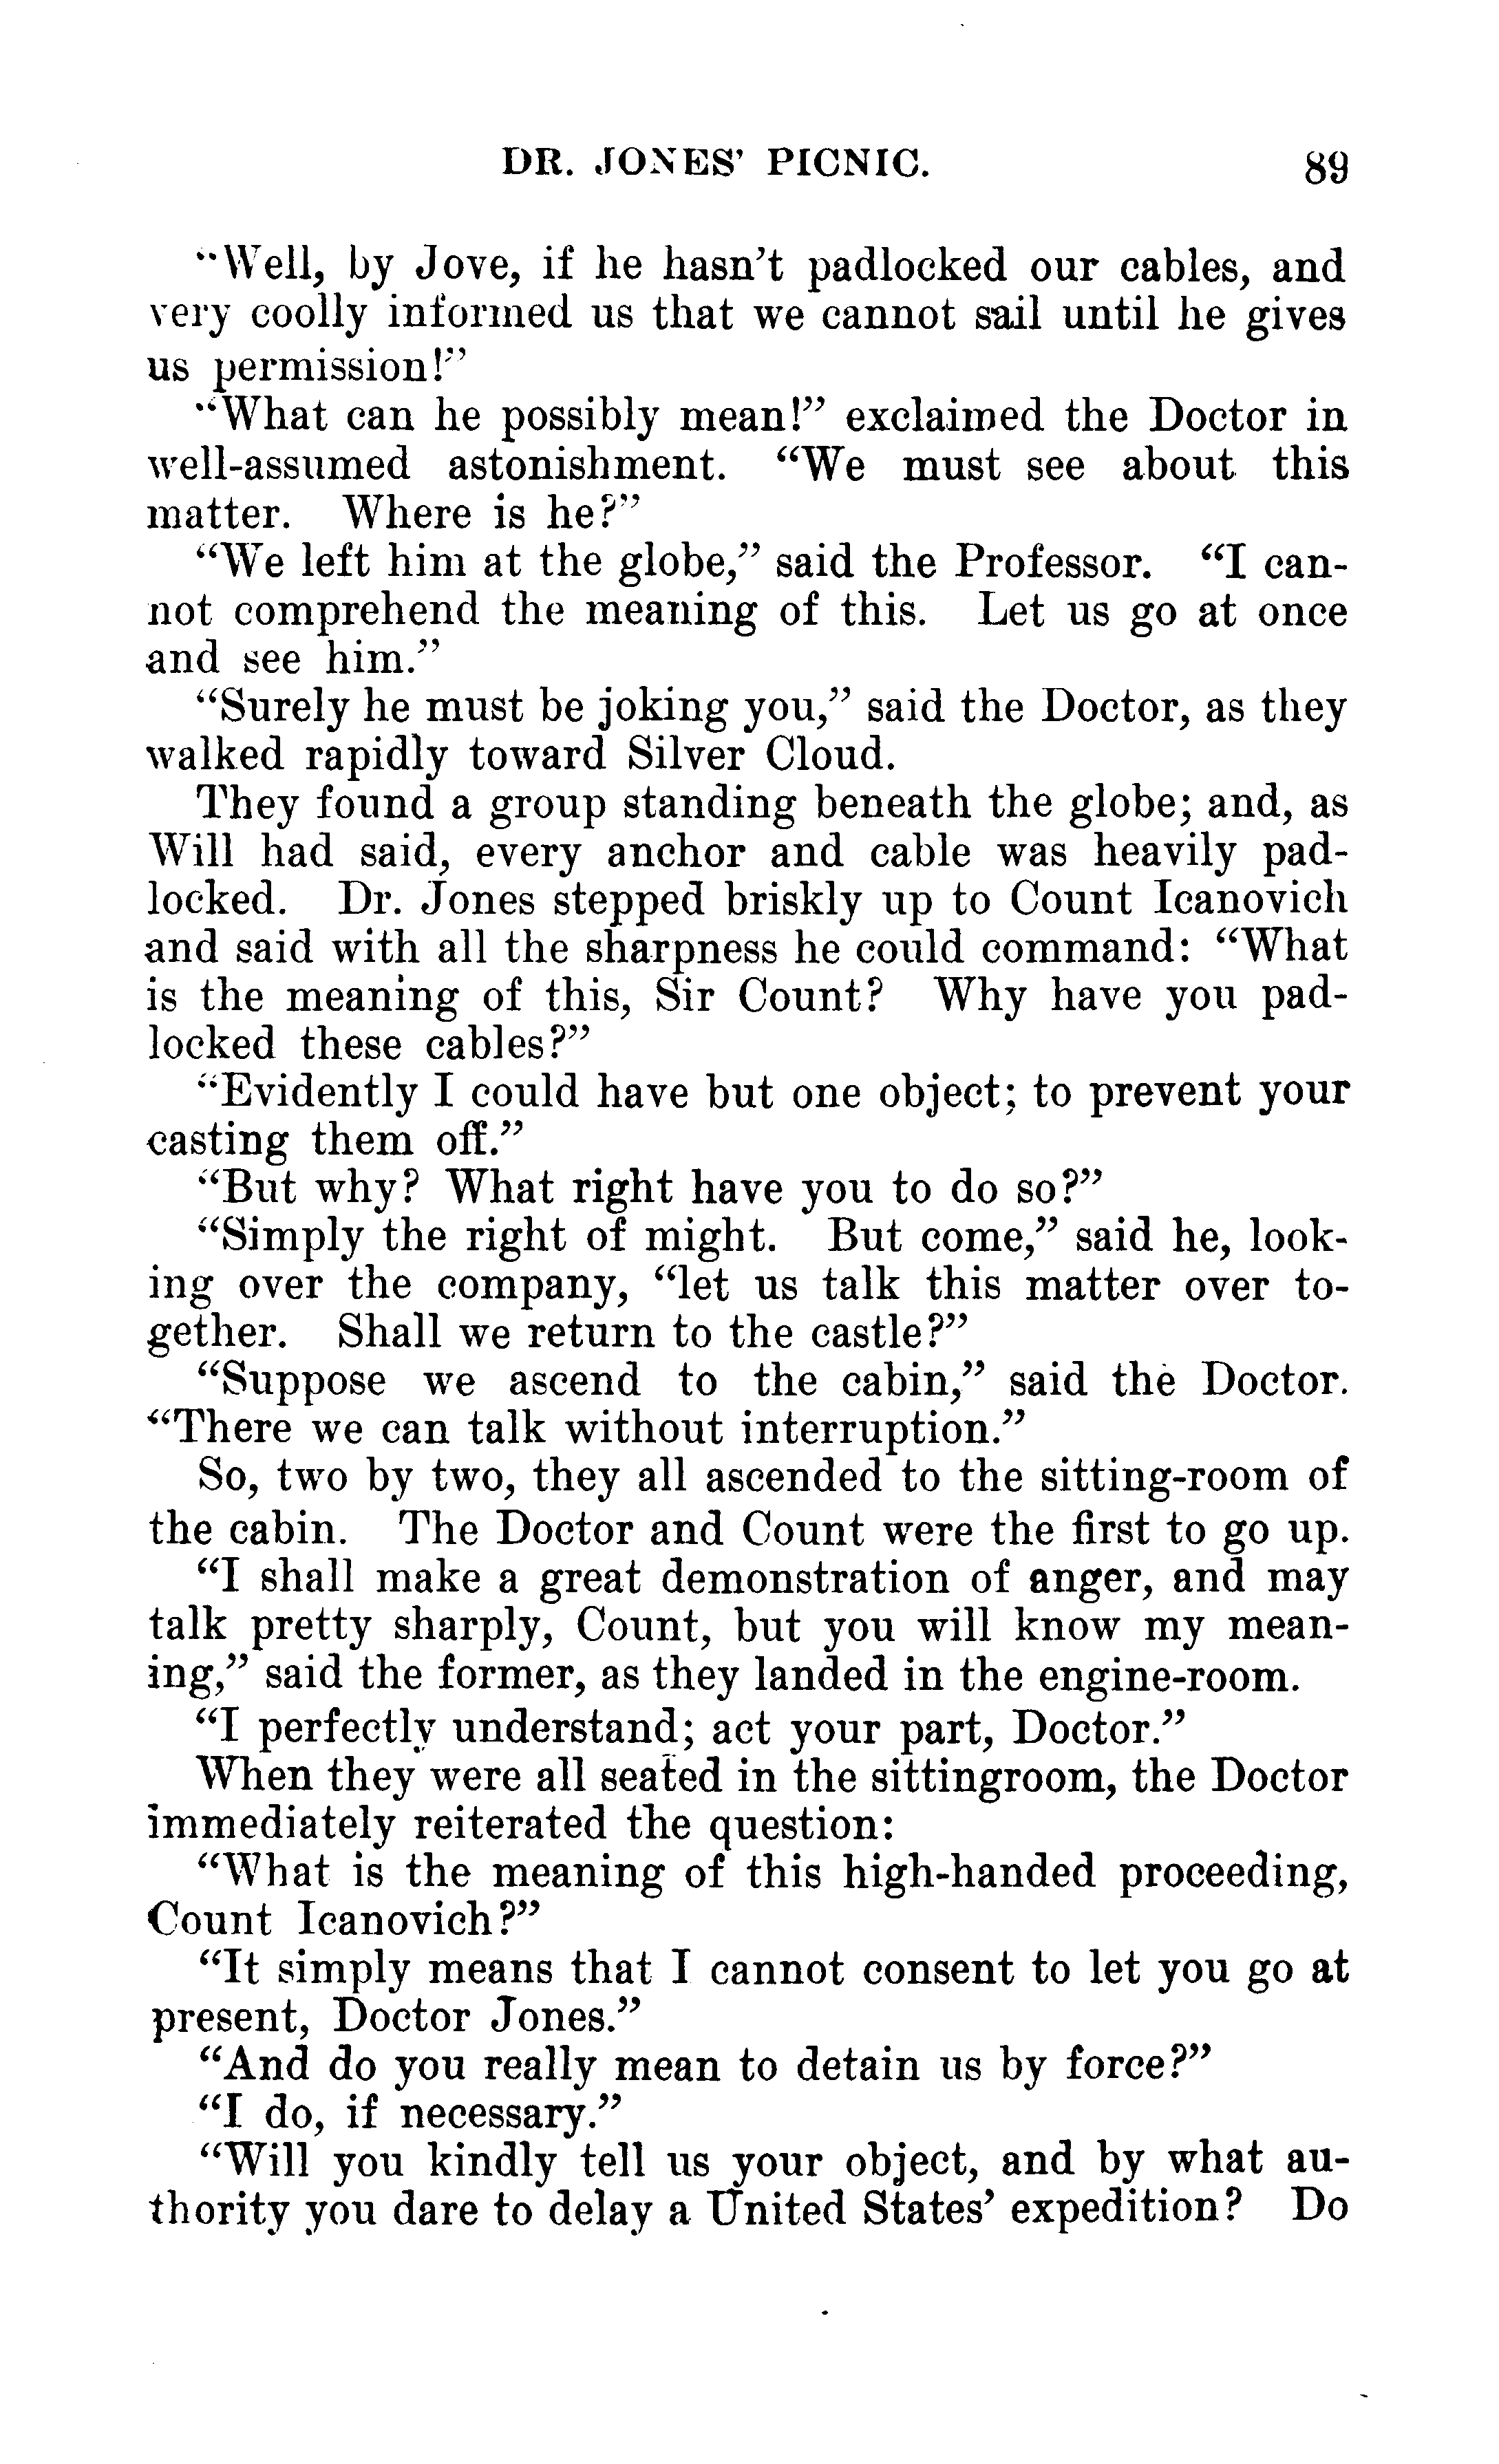 DR. JONES' PICNIC. 89
"Well, by Jove, if he hasn't padlocked our cables, and
very coolly informed us that we cannot sail until he gives
us permission!"
"What can he possibly mean!" exclaimed the Doctor in
well-assumed astonishment. "We must see about this
matter. Where is he?"
"We left him at the globe," said the Professor. "I can-
not comprehend the meaning of this. Let us go at once
and see him."
"Surely he must be joking you," said the Doctor, as they
walked rapidly toward Silver Cloud.
They found a group standing beneath the globe; and, as
Will had said, every anchor and cable was heavily pad-
locked. Dr. Jones stepped briskly up to Count Icanovich
and said with all the sharpness he could command: "What
is the meaning of this, Sir Count? Why have you pad-
locked these cables?"
"Evidently I could have but one object; to prevent your
casting them off."
"But why? What right have you to do so?"
"Simply the right of might. But come," said he, look-
ing over the company, "let us talk this matter over to-
gether. Shall we return to the castle?"
"Suppose we ascend to the cabin," said the Doctor.
"There we can talk without interruption."
So, two by two, they all ascended to the sitting-room of
the cabin. The Doctor and Count were the first to go up.
"I shall make a great demonstration of anger, and may
talk pretty sharply, Count, but you will know my mean-
ing," said the former, as they landed in the engine-room.
"I perfectly understand; act your part, Doctor."
When they were all seated in the sittingroom, the Doctor
immediately reiterated the question:
"What is the meaning of this high-handed proceeding,
Count Icanovich?"
"It simply means that I cannot consent to let you go at
present, Doctor Jones."
"And do you really mean to detain us by force?"
"I do, if necessary."
"Will you kindly tell us your object, and by what au-
thority you dare to delay a United States' expedition? Do